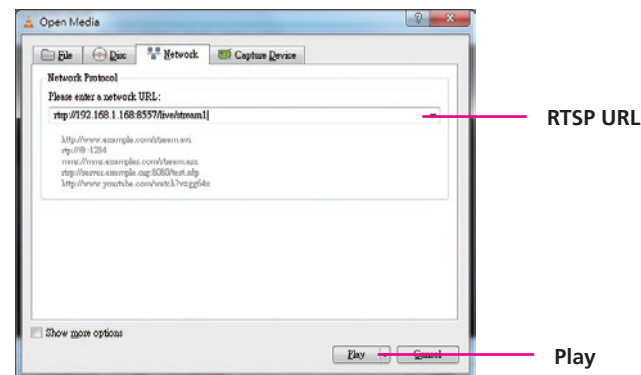 Open Media
File Disc Network Capture Device
Network Protocol
Please enter a network URL:
rtsp://192.168.1.168:8557/live/stream1
RTSP URL
http://www.example.com/stream.avi
rtp://@:1234
mms://mms.examples.com/stream.asx
rtsp://server.example.org:8080/test.sdp
http://www.youtube.com/watch?v=gg64x
Show more options
Play Cancel
Play